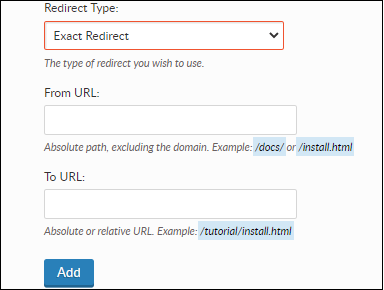 Redirect Type:
Exact Redirect
The type of redirect you wish to use.
From URL:
Absolute path, excluding the domain. Example: /docs/ or /install.html
To URL:
Absolute or relative URL. Example: /tutorial/install.html
Add